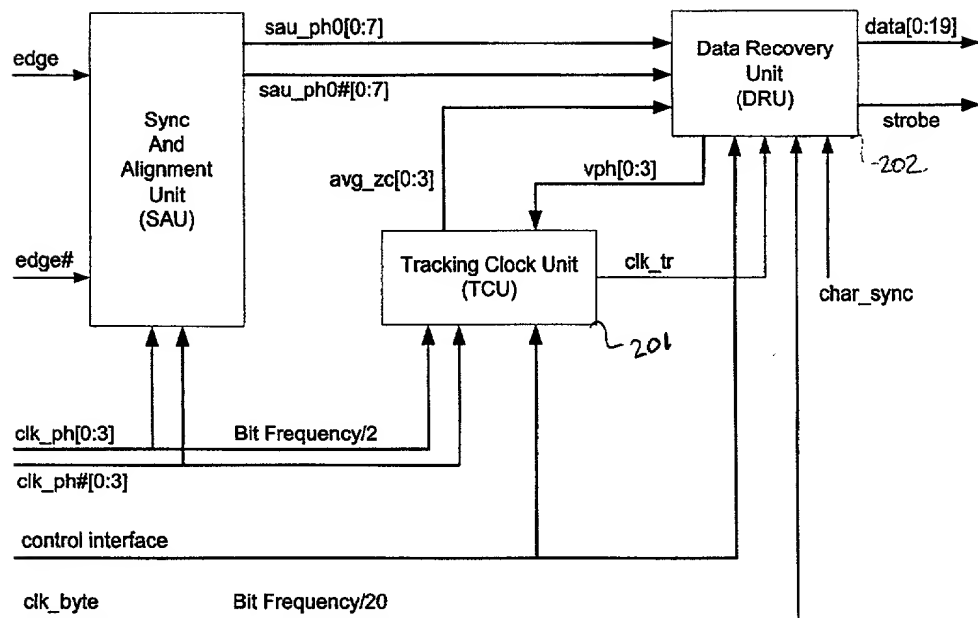 sau_ph0[0:7]
data[0:19]
edge
Data Recovery
Unit
(DRU)
sau_ph0#[0:7]
strobe
Sync
And
Alignment
Unit
(SAU)
avg_zc[0:3]
vph[0:3]
202
edge#
Tracking Clock Unit
(TCU)
clk_tr
char_sync
201
clk_ph[0:3]
Bit Frequency/2
clk_ph#[0:3]
control interface
clk_byte
Bit Frequency/20